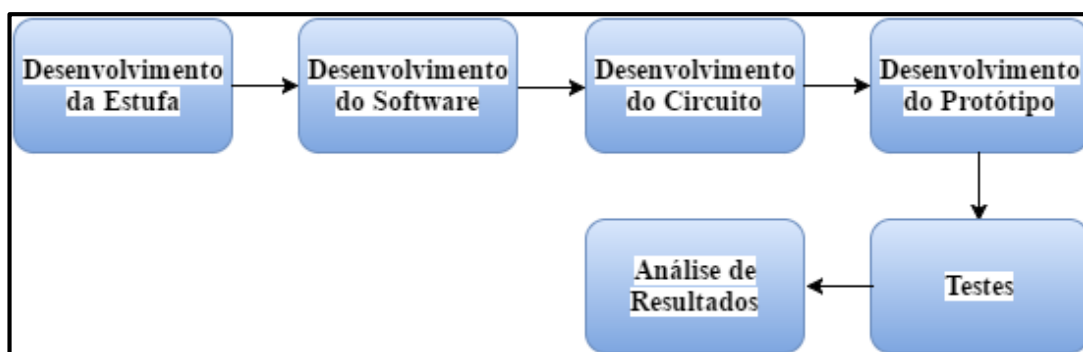 Desenvolvimento
da Estufa
Desenvolvimento
do Software
Desenvolvimento
do Circuito
Desenvolvimento
do Protótipo
Testes
Análise de
Resultados